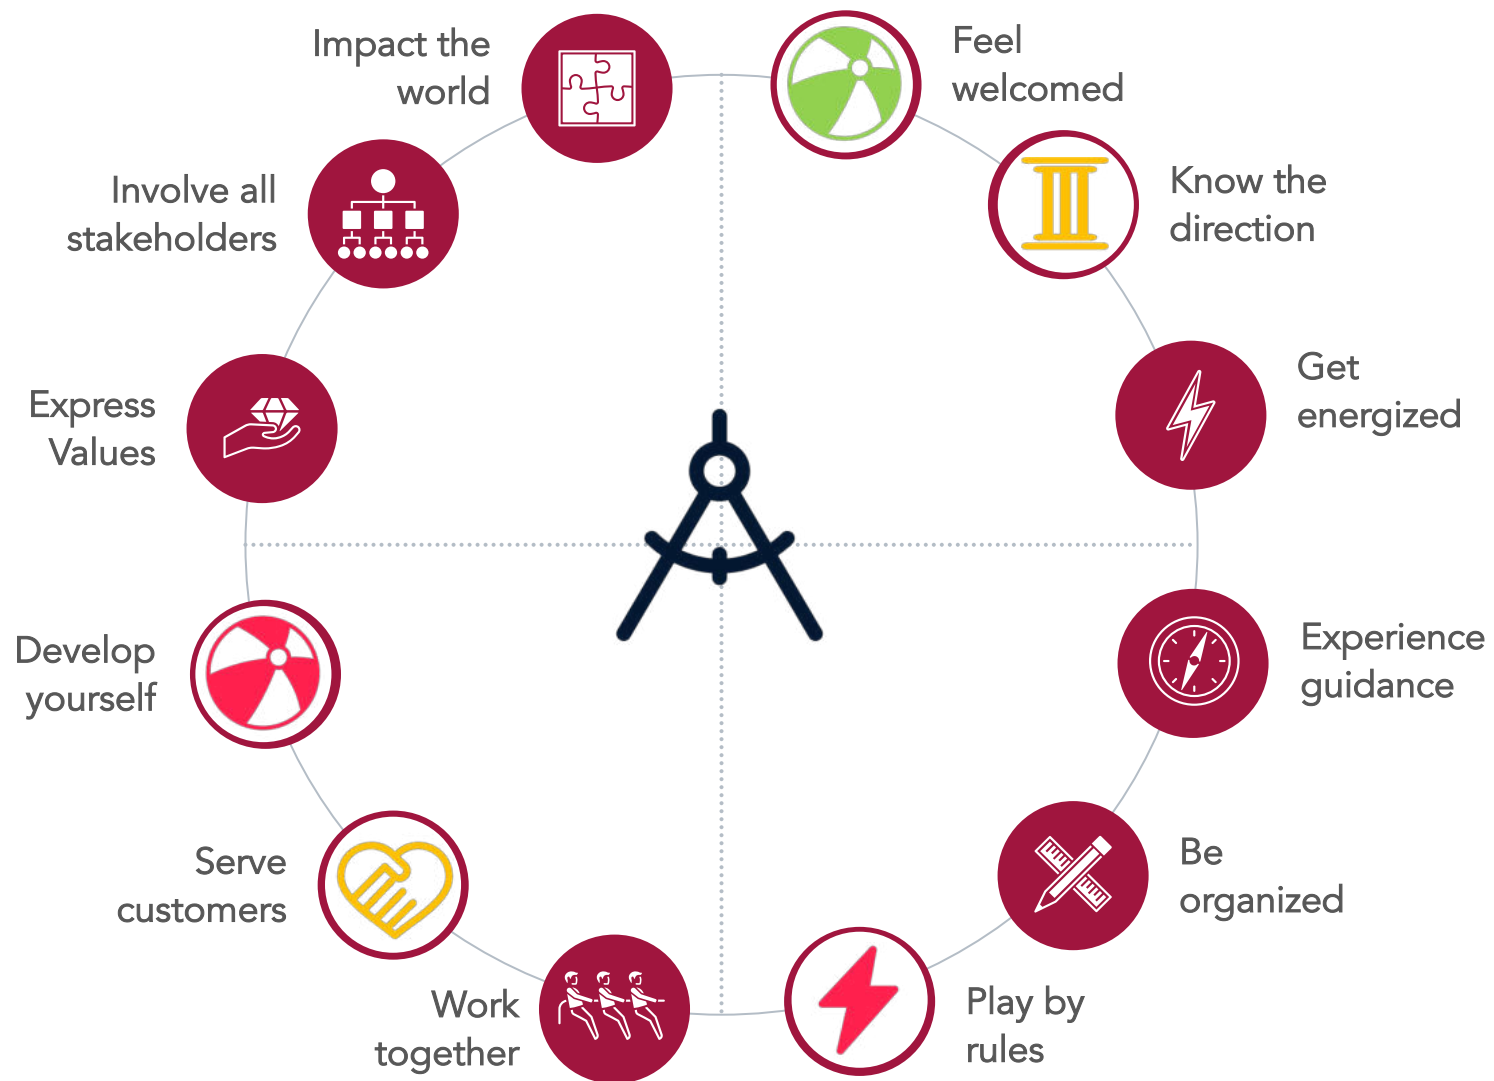 Impact the
world
Feel
welcomed
Know the
direction
Get
energized
Experience
guidance
Be
organized
Play by
rules
Work
together
Serve
customers
Develop
yourself
Express
Values
Involve all
stakeholders